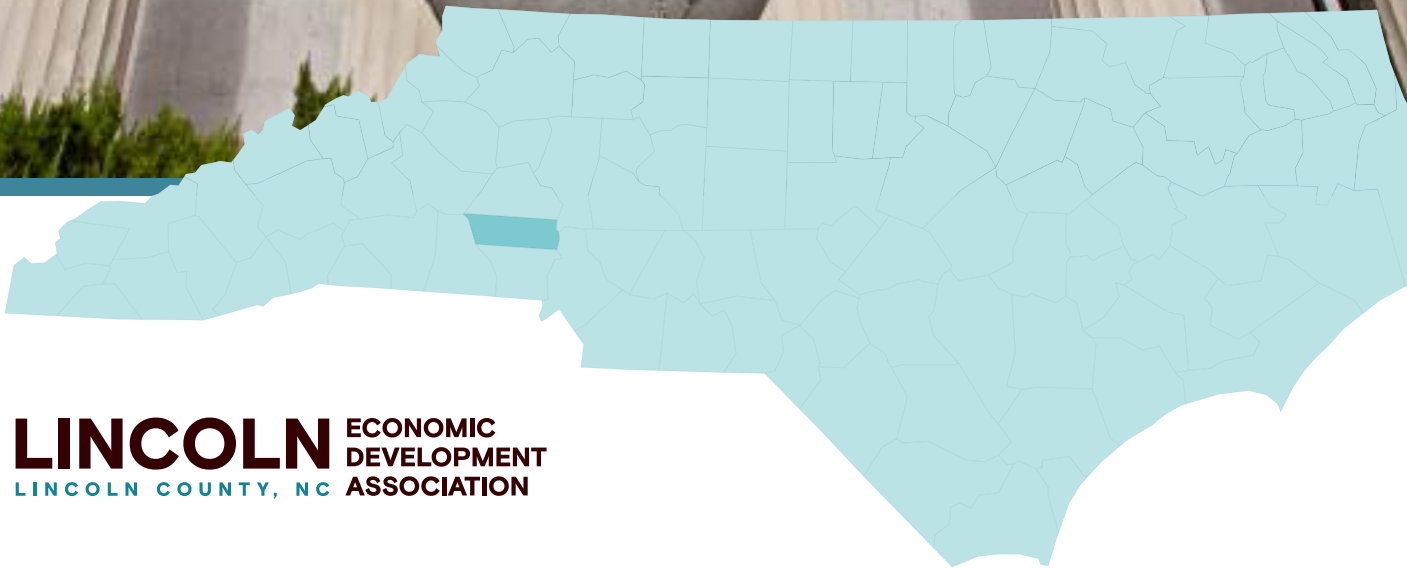 LINCOLN
LINCOLN COUNTY, NC
ECONOMIC
DEVELOPMENT
ASSOCIATION